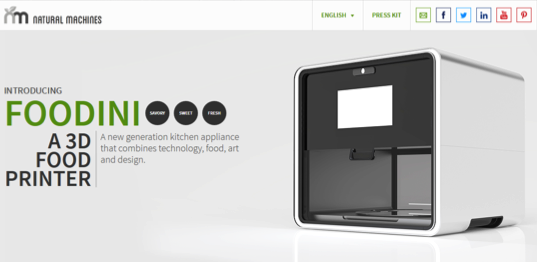 NATURAL MACHINES
ENGLISH
PRESS KIT
INTRODUCING
FOODINI
SAVORY
SWEET
FRESH
A 3D
FOOD
PRINTER
A new generation kitchen appliance
that combines technology, food, art
and design.